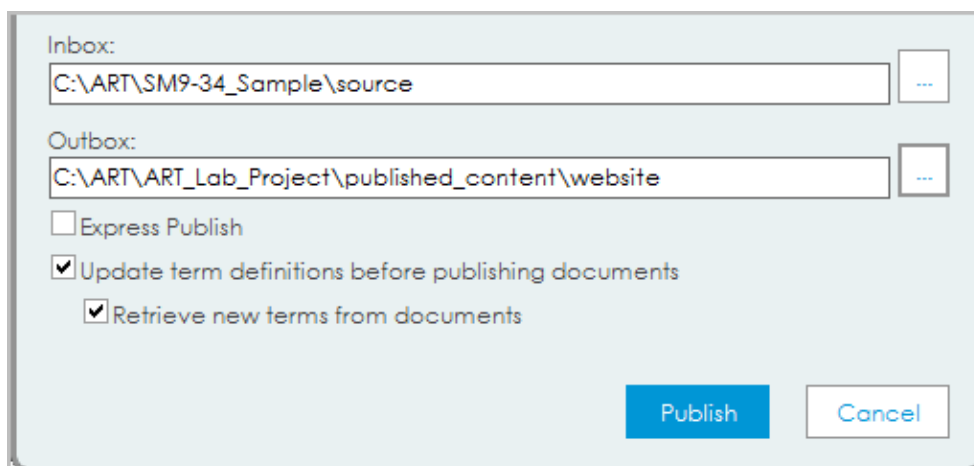 Inbox:
C:\ART\SM9-34_Sample\source
...
Outbox:
C:\ART\ART_Lab_Project\published_content\website
...
Express Publish
Update term definitions before publishing documents
Retrieve new terms from documents
Publish Cancel